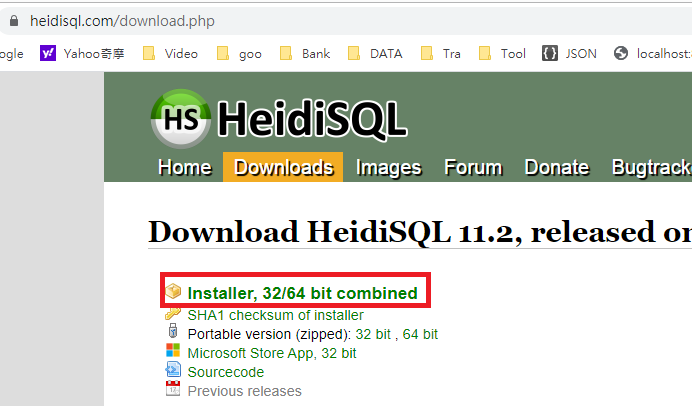 heidisql.com/download.php
ogle Yahoo奇摩 Video goo Bank DATA Tra Tool JSON localhost:
HS HeidiSQL
Home Downloads Images Forum Donate Bugtrack
Download HeidiSQL 11.2, released on
Installer, 32/64 bit combined
SHA1 checksum of installer
Portable version (zipped): 32 bit , 64 bit
Microsoft Store App, 32 bit
Sourcecode
Previous releases